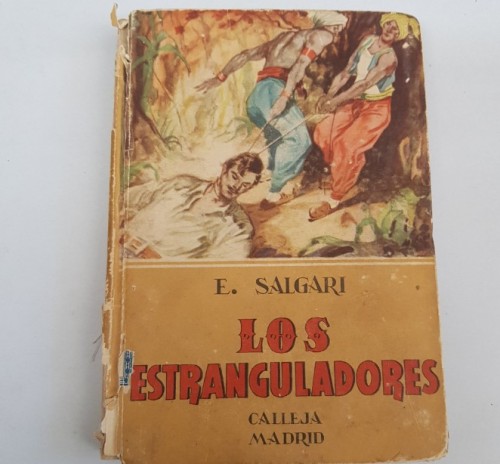 E. SALGARI
LOS
ESTRANGULADORES
CALLEJA
MADRID